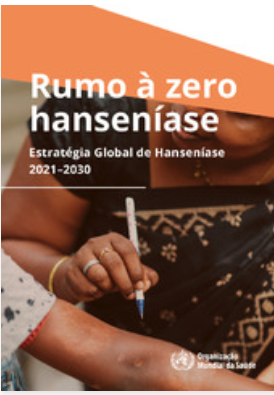 Rumo à zero
hanseníase
Estratégia Global de Hanseníase
2021–2030
Organização
Mundial da Saúde